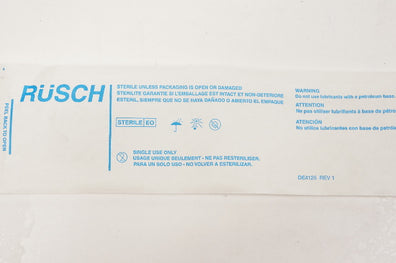 PEEL BACK TO OPEN
RÜSCH
STERILE UNLESS PACKAGING IS OPEN OR DAMAGED
STERILITE GARANTIE SI L'EMBALLAGE EST INTACT ET NON-DETERIORE
ESTERIL, SIEMPRE QUE NO SE HAYA DAÑADO O ABIERTO EL EMPAQUE
STERILE EO
SINGLE USE ONLY
USAGE UNIQUE SEULEMENT - NE PAS RESTERILISER.
PARA UN SOLO USO - NO VOLVER A ESTERILIZAR.
WARNING
Do not use lubricants with a petroleum base.
ATTENTION
Ne pas utiliser lubrifiants à base de
ATENCIÓN
No utilice lubricantes con base de
OE4125 REV 1